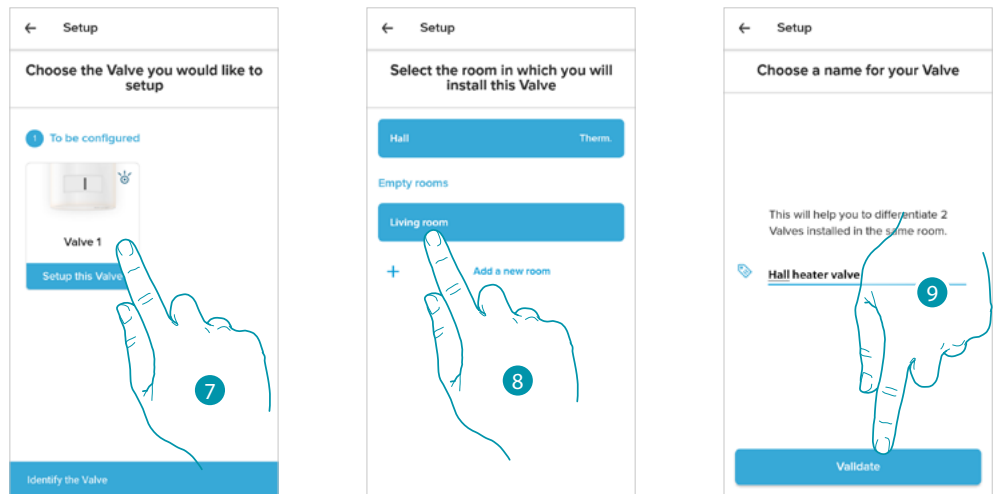 ← Setup
Choose the Valve you would like to
setup
1 To be configured
Valve 1
Setup this Valve
7
Identify the Valve
← Setup
Select the room in which you will
install this Valve
Hall Therm.
Empty rooms
Living room
+ Add a new room
8
← Setup
Choose a name for your Valve
This will help you to differentiate 2
Valves installed in the same room.
Hall heater valve
9
Validate